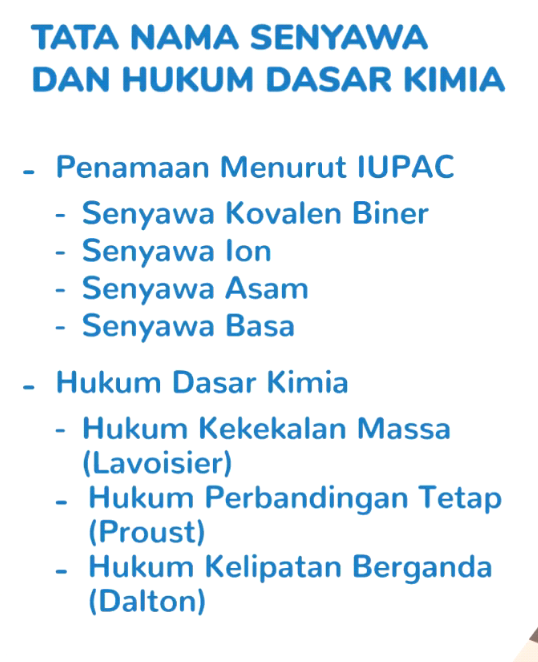 TATA NAMA SENYAWA
DAN HUKUM DASAR KIMIA
- Penamaan Menurut IUPAC
- Senyawa Kovalen Biner
- Senyawa Ion
- Senyawa Asam
- Senyawa Basa
- Hukum Dasar Kimia
- Hukum Kekekalan Massa
(Lavoisier)
- Hukum Perbandingan Tetap
(Proust)
- Hukum Kelipatan Berganda
(Dalton)